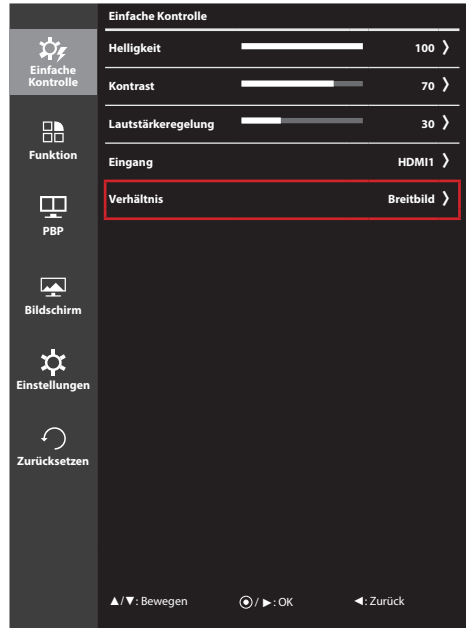 Einfache Kontrolle
Einfache
Kontrolle
Funktion
PBP
Bildschirm
Einstellungen
Zurücksetzen
Helligkeit 100 ❭
Kontrast 70 ❭
Lautstärkeregelung 30 ❭
Eingang HDMI1 ❭
Verhältnis Breitbild ❭
▲/▼: Bewegen ◉/ ►: OK ◄: Zurück